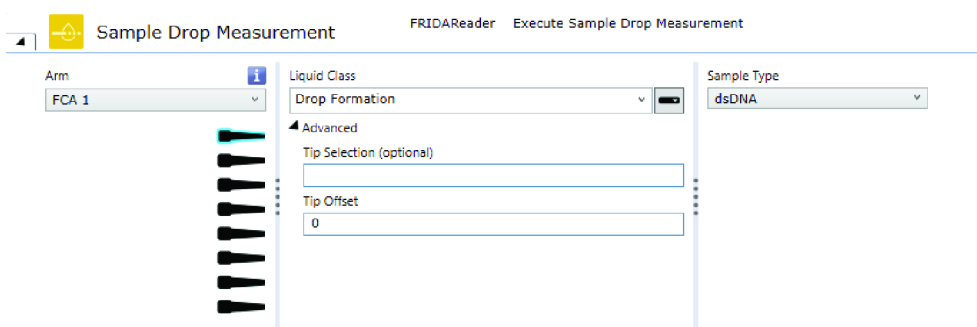 Sample Drop Measurement
FRIDAReader Execute Sample Drop Measurement
Arm
i
FCA 1
Liquid Class
Drop Formation
Advanced
Tip Selection (optional)
Tip Offset
0
Sample Type
dsDNA